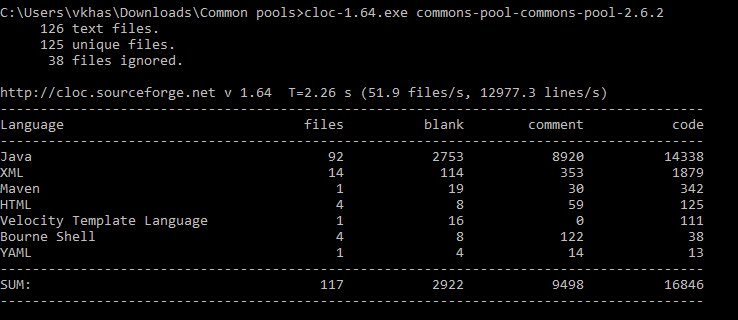 C:\Users\vkhas\Downloads\Common pools>cloc-1.64.exe commons-pool-commons-pool-2.6.2
     126 text files.
     125 unique files.
      38 files ignored.

http://cloc.sourceforge.net v 1.64  T=2.26 s (51.9 files/s, 12977.3 lines/s)
---------------------------------------------------------------------------------------
Language                              files          blank        comment           code
---------------------------------------------------------------------------------------
Java                                     92           2753           8920          14338
XML                                      14            114            353           1879
Maven                                     1             19             30            342
HTML                                      4              8             59            125
Velocity Template Language                1             16              0            111
Bourne Shell                              4              8            122             38
YAML                                      1              4             14             13
---------------------------------------------------------------------------------------
SUM:                                    117           2922           9498          16846
---------------------------------------------------------------------------------------